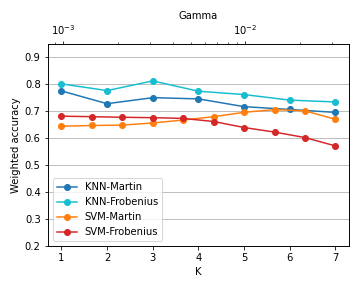 Gamma
10⁻³ 10⁻²
Weighted accuracy
0.9
0.8
0.7
0.6
0.5
0.4
0.3
0.2
KNN-Martin
KNN-Frobenius
SVM-Martin
SVM-Frobenius
1 2 3 4 5 6 7
K